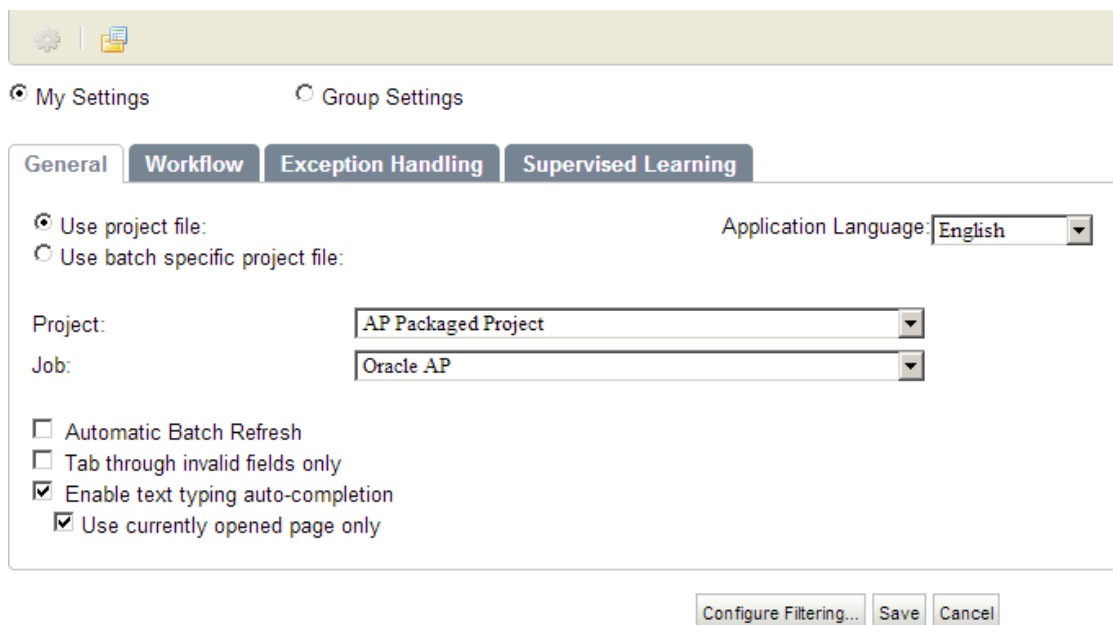 My Settings Group Settings
General Workflow Exception Handling Supervised Learning
Use project file: Application Language: English
Use batch specific project file:
Project: AP Packaged Project
Job: Oracle AP
Automatic Batch Refresh
Tab through invalid fields only
Enable text typing auto-completion
Use currently opened page only
Configure Filtering... Save Cancel